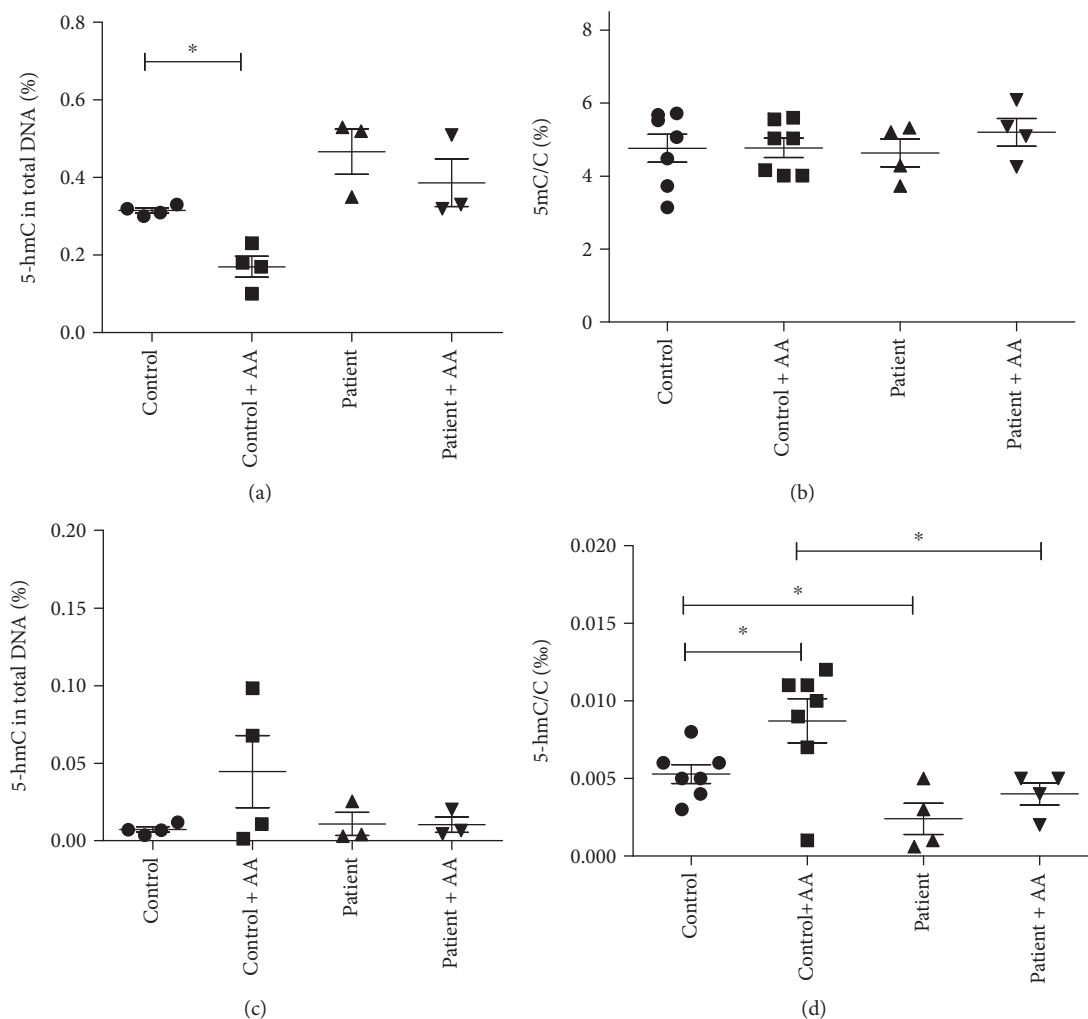 5-hmC in total DNA (%)
0.8
0.6
0.4
0.2
0.0
*
Control
Control + AA
Patient
Patient + AA
(a)
5mC/C (%)
8
6
4
2
0
Control
Control + AA
Patient
Patient + AA
(b)
5-hmC in total DNA (%)
0.20
0.15
0.10
0.05
0.00
Control
Control + AA
Patient
Patient + AA
(c)
5-hmC/C (‰)
0.020
0.015
0.010
0.005
0.000
*
*
*
Control
Control+AA
Patient
Patient + AA
(d)